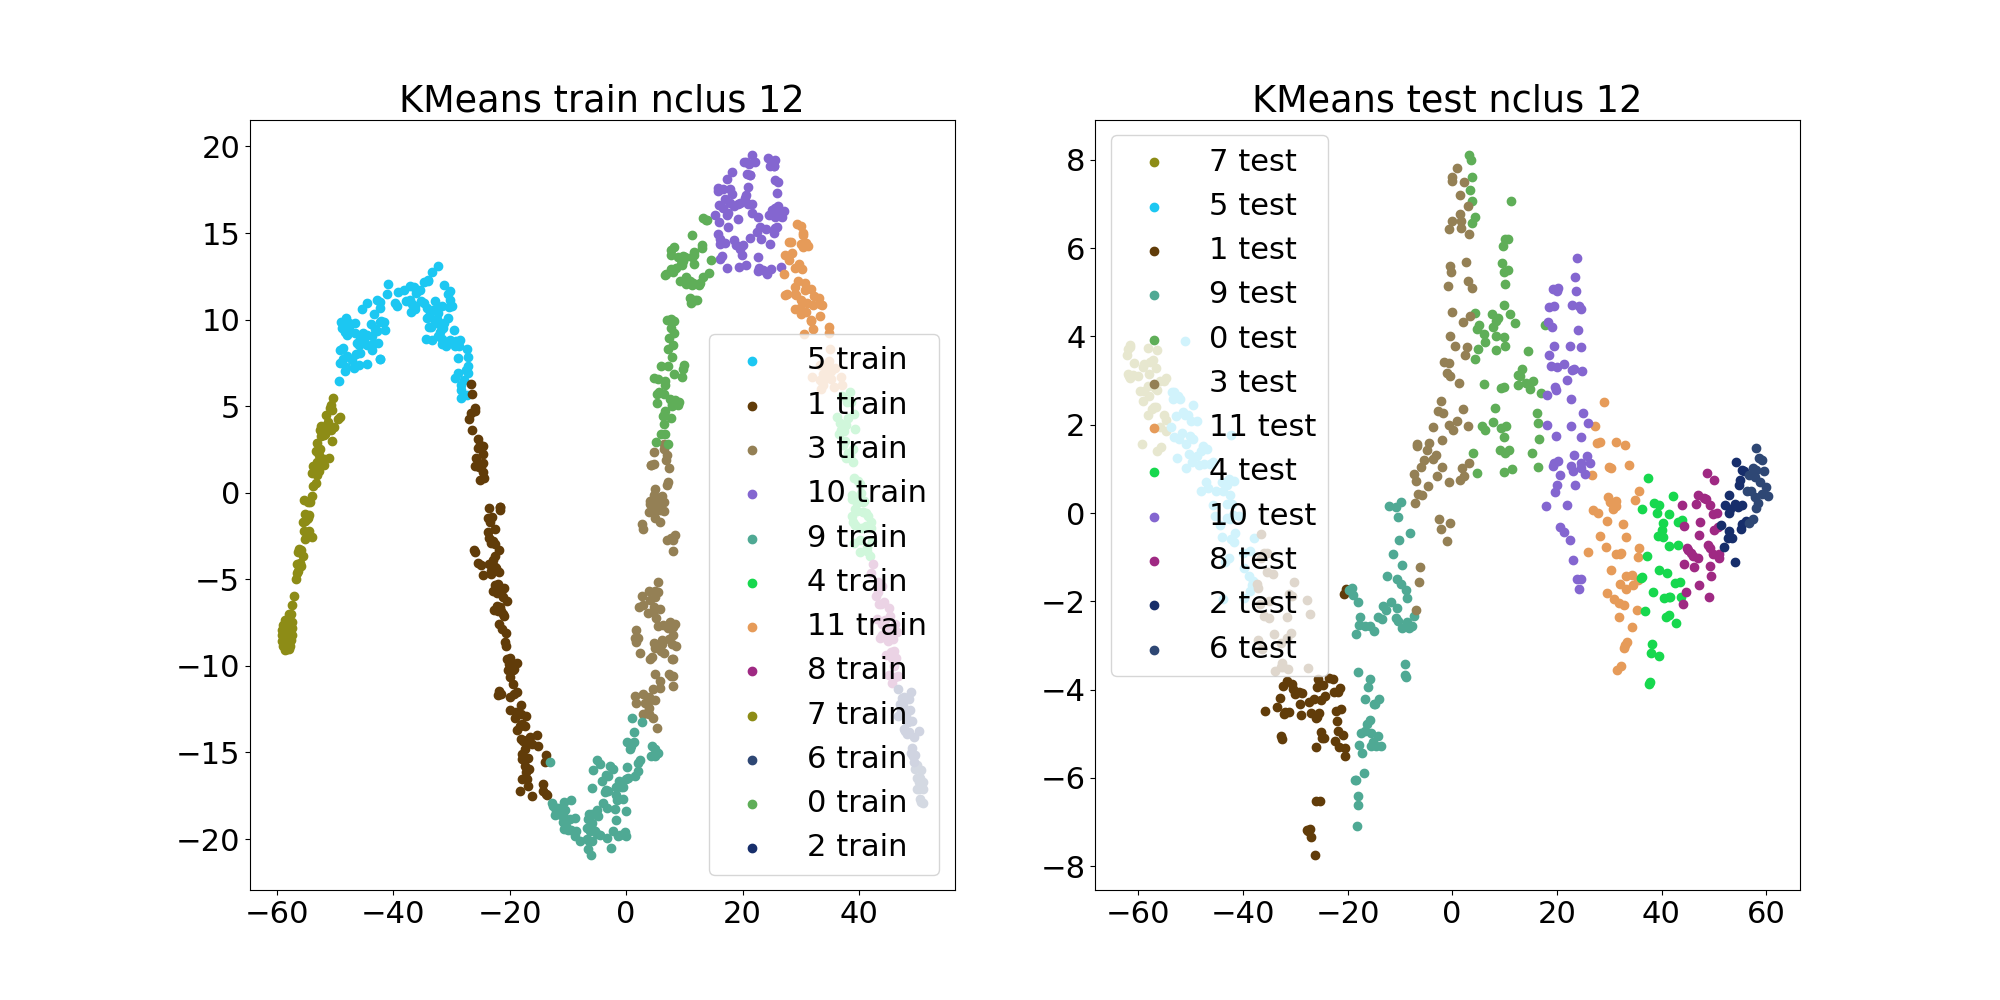 KMeans train nclus 12
20
15
10
5
0
−5
−10
−15
−20
−60
−40
−20
0
20
40
5 train
1 train
3 train
10 train
9 train
4 train
11 train
8 train
7 train
6 train
0 train
2 train
KMeans test nclus 12
8
6
4
2
0
−2
−4
−6
−8
−60
−40
−20
0
20
40
60
7 test
5 test
1 test
9 test
0 test
3 test
11 test
4 test
10 test
8 test
2 test
6 test